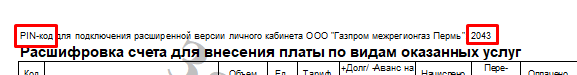 PIN-код для подключения расширенной версии личного кабинета ООО "Газпром межрегионгаз Пермь" 2043
Расшифровка счета для внесения платы по видам оказанных услуг
Код Объем Ед. Тариф +Долг/ -Аванс на Начислено Пере- Оплачено